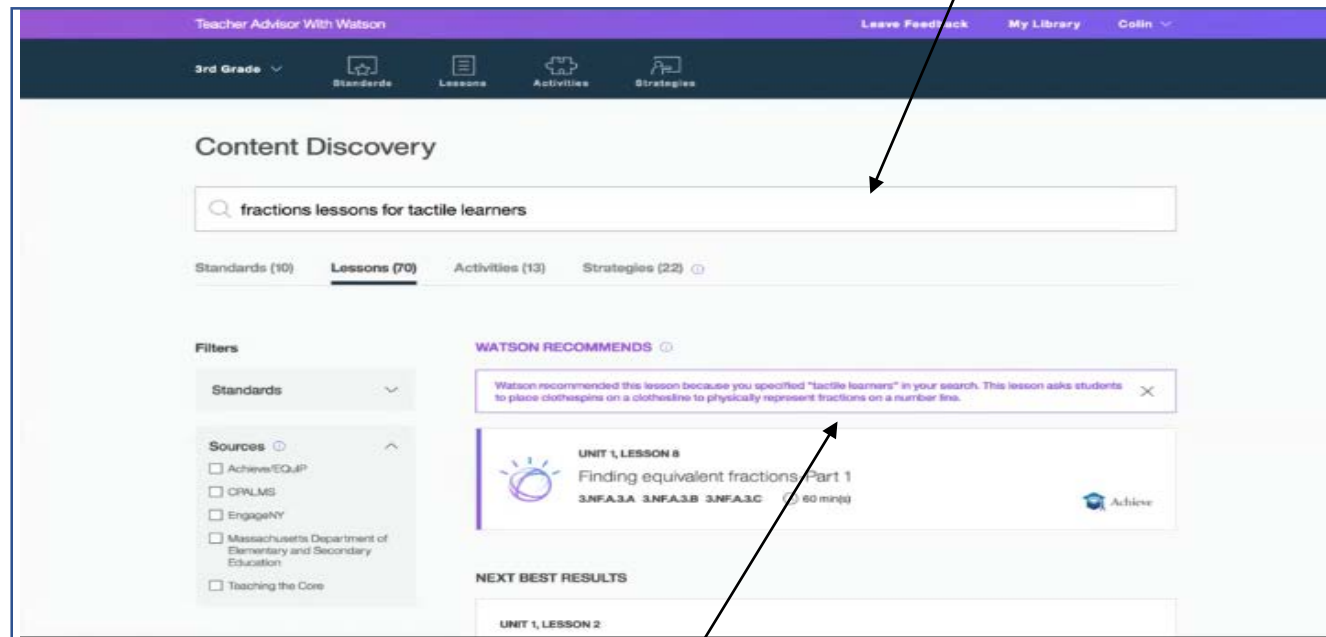 Teacher Advisor With Watson
Leave Feedback My Library Colin
3rd Grade
Standards Lessons Activities Strategies
Content Discovery
fractions lessons for tactile learners
Standards (10) Lessons (70) Activities (13) Strategies (22)
Filters
WATSON RECOMMENDS
Standards
Watson recommended this lesson because you specified "tactile learners" in your search. This lesson asks students
to place clothespins on a clothesline to physically represent fractions on a number line.
Sources
Achieve/EQuIP
CPALMS
EngageNY
Massachusetts Department of
Elementary and Secondary
Education
Teaching the Core
UNIT 1, LESSON 8
Finding equivalent fractions Part 1
3.NF.A.3.A 3.NF.A.3.B 3.NF.A.3.C 60 min(s)
Achieve
NEXT BEST RESULTS
UNIT 1, LESSON 2